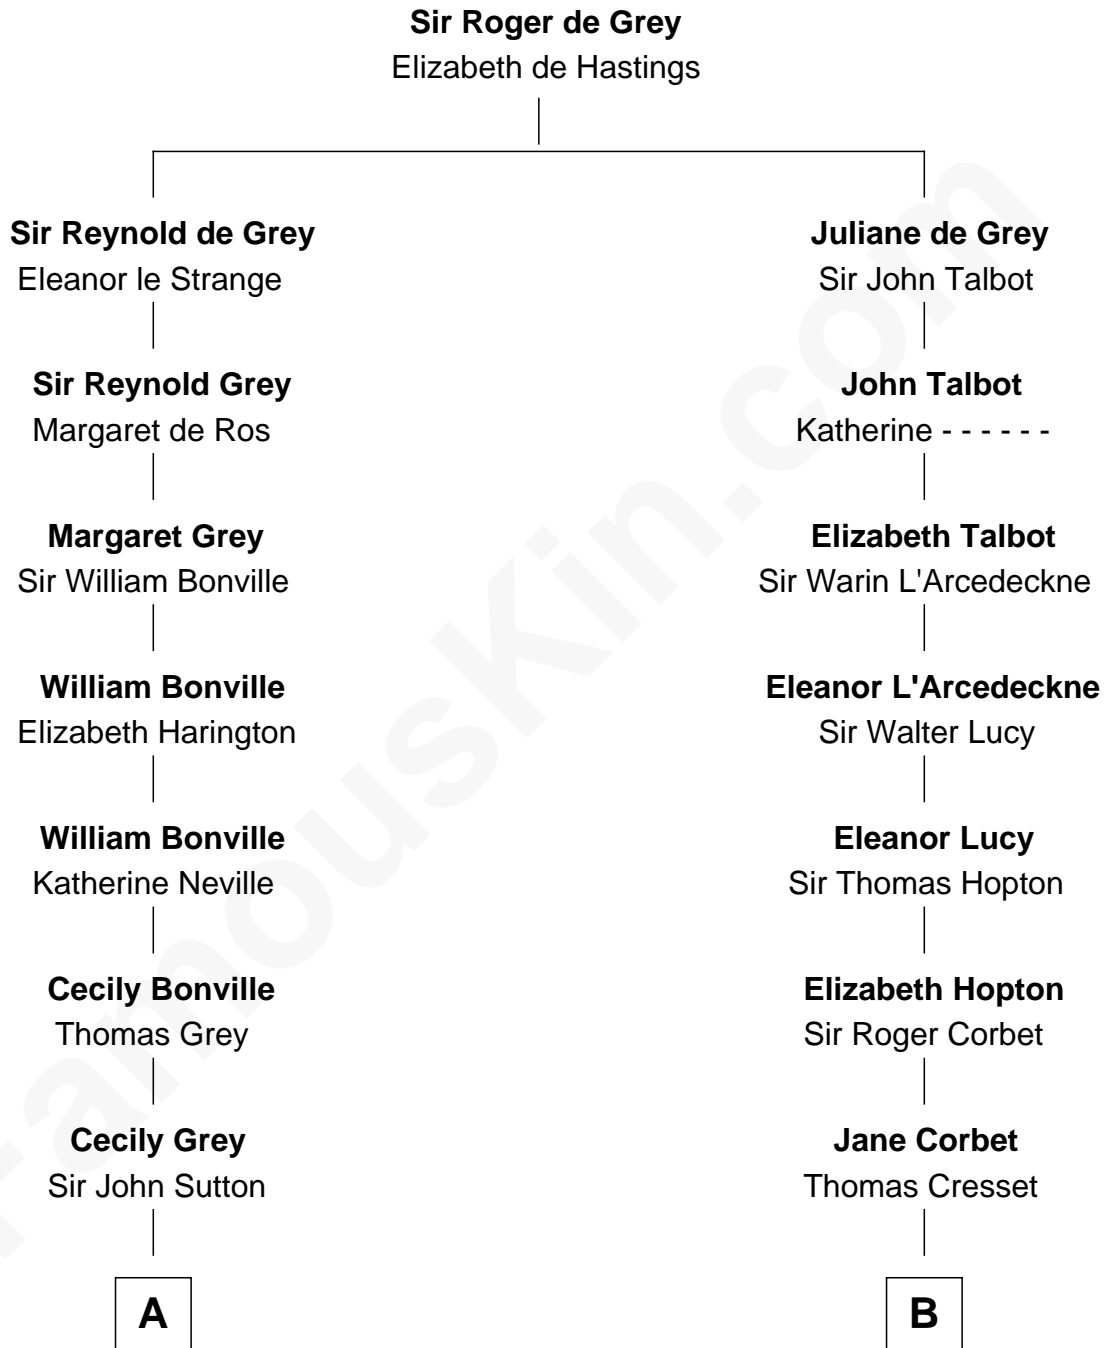 Sir Roger de Grey
Elizabeth de Hastings
Sir Reynold de Grey
Eleanor le Strange
Juliane de Grey
Sir John Talbot
Sir Reynold Grey
Margaret de Ros
John Talbot
Katherine - - - - - -
Margaret Grey
Sir William Bonville
Elizabeth Talbot
Sir Warin L'Arcedeckne
William Bonville
Elizabeth Harington
Eleanor L'Arcedeckne
Sir Walter Lucy
William Bonville
Katherine Neville
Eleanor Lucy
Sir Thomas Hopton
Cecily Bonville
Thomas Grey
Elizabeth Hopton
Sir Roger Corbet
Cecily Grey
Sir John Sutton
Jane Corbet
Thomas Cresset
A
B
FamousKin.com